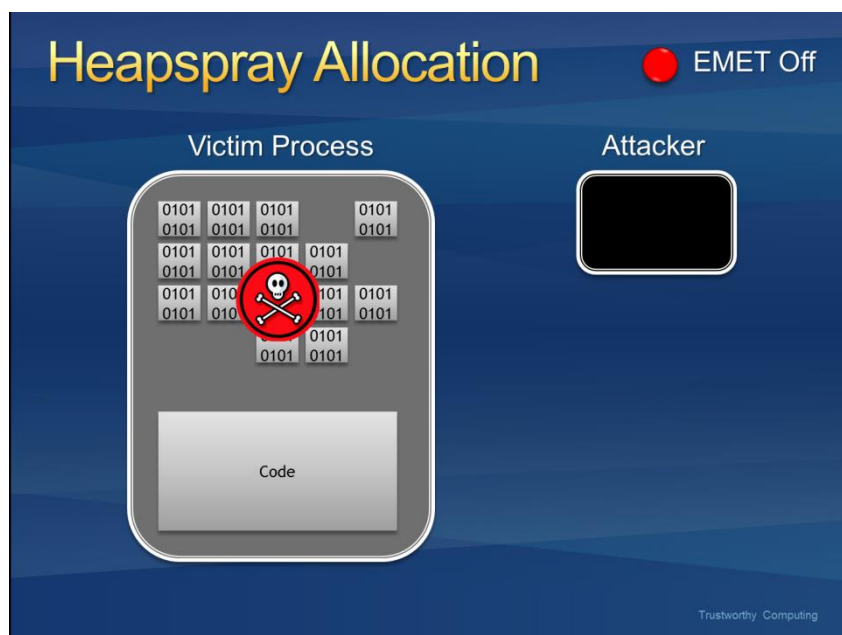 Heapspray Allocation
EMET Off
Victim Process
Attacker
0101 0101 0101 0101
0101 0101 0101 0101
0101 0101 0101 0101
0101 0101 0101
0101 0101
0101 0101
0101
0101 0101
Code
Trustworthy Computing